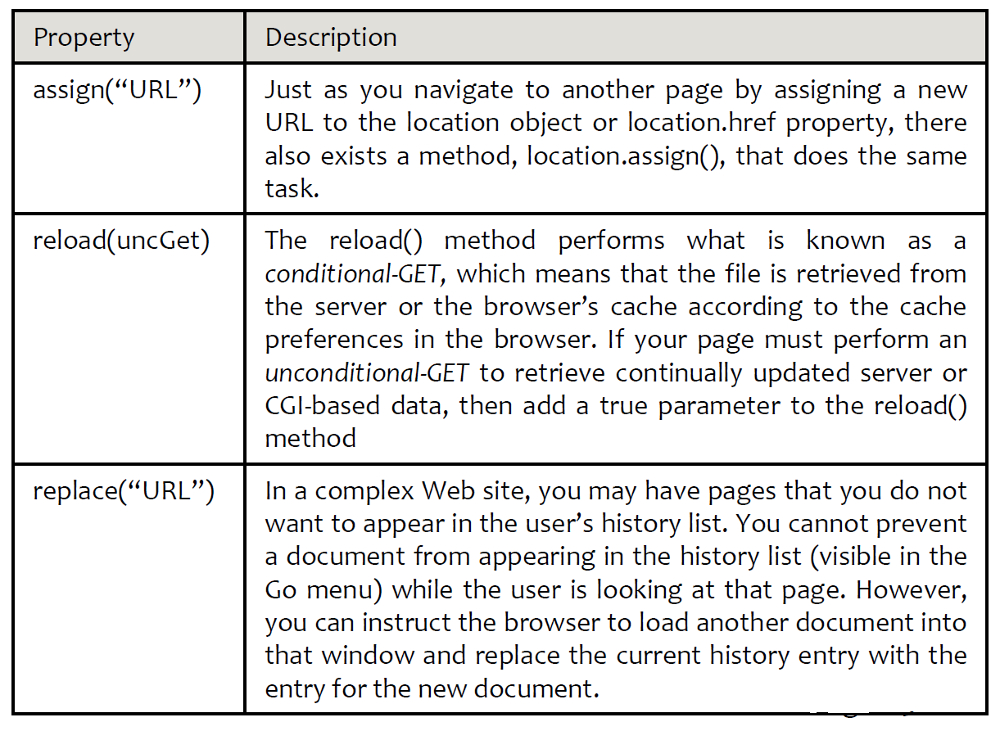 Property
Description
assign(“URL”)
Just as you navigate to another page by assigning a new
URL to the location object or location.href property, there
also exists a method, location.assign(), that does the same
task.
reload(uncGet)
The reload() method performs what is known as a
conditional-GET, which means that the file is retrieved from
the server or the browser’s cache according to the cache
preferences in the browser. If your page must perform an
unconditional-GET to retrieve continually updated server or
CGI-based data, then add a true parameter to the reload()
method
replace(“URL”)
In a complex Web site, you may have pages that you do not
want to appear in the user’s history list. You cannot prevent
a document from appearing in the history list (visible in the
Go menu) while the user is looking at that page. However,
you can instruct the browser to load another document into
that window and replace the current history entry with the
entry for the new document.